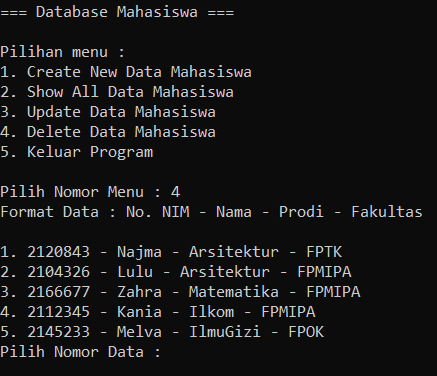 === Database Mahasiswa ===
Pilihan menu :
1. Create New Data Mahasiswa
2. Show All Data Mahasiswa
3. Update Data Mahasiswa
4. Delete Data Mahasiswa
5. Keluar Program
Pilih Nomor Menu : 4
Format Data : No. NIM - Nama - Prodi - Fakultas
1. 2120843 - Najma - Arsitektur - FPTK
2. 2104326 - Lulu - Arsitektur - FPMIPA
3. 2166677 - Zahra - Matematika - FPMIPA
4. 2112345 - Kania - Ilkom - FPMIPA
5. 2145233 - Melva - IlmuGizi - FPOK
Pilih Nomor Data :